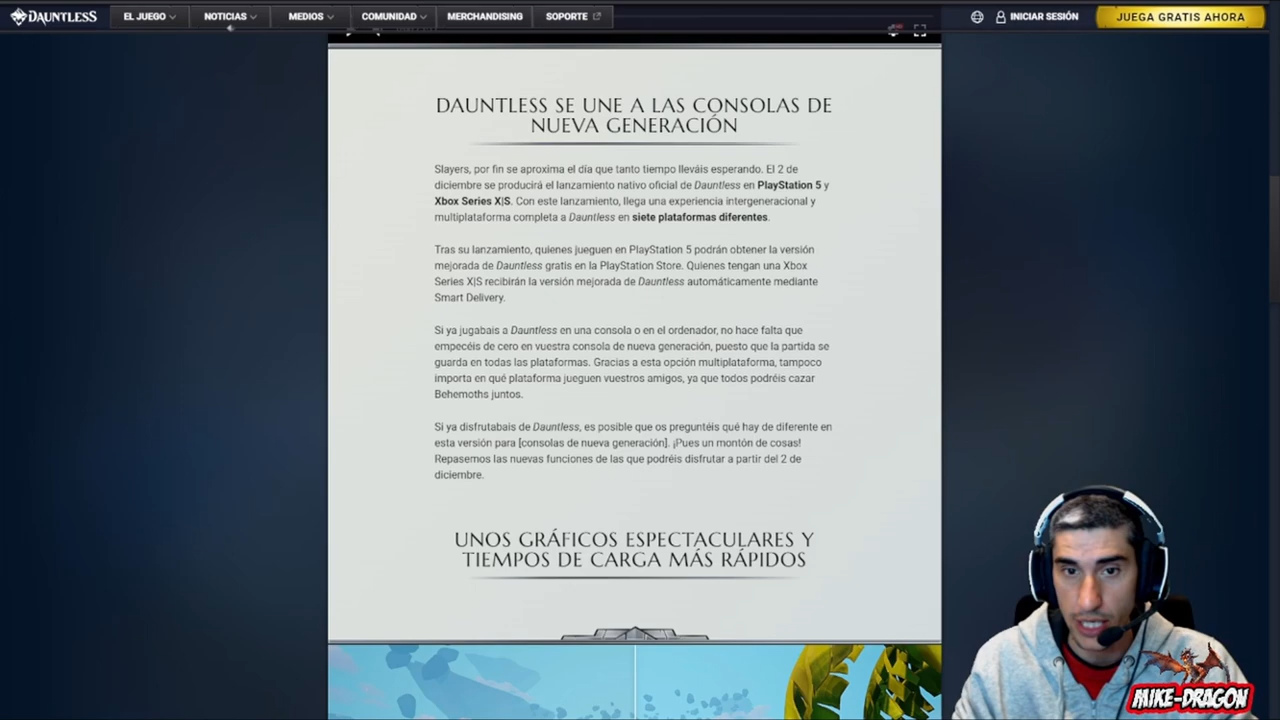 DAUNTLESS
EL JUEGO
NOTICIAS
MEDIOS
COMUNIDAD
MERCHANDISING
SOPORTE
INICIAR SESIÓN
JUEGA GRATIS AHORA
DAUNTLESS SE UNE A LAS CONSOLAS DE
NUEVA GENERACIÓN
Slayers, por fin se aproxima el día que tanto tiempo lleváis esperando. El 2 de
diciembre se producirá el lanzamiento nativo oficial de Dauntless en PlayStation 5 y
Xbox Series X|S. Con este lanzamiento, llega una experiencia intergeneracional y
multiplataforma completa a Dauntless en siete plataformas diferentes.
Tras su lanzamiento, quienes jueguen en PlayStation 5 podrán obtener la versión
mejorada de Dauntless gratis en la PlayStation Store. Quienes tengan una Xbox
Series X|S recibirán la versión mejorada de Dauntless automáticamente mediante
Smart Delivery.
Si ya jugabais a Dauntless en una consola o en el ordenador, no hace falta que
empecéis de cero en vuestra consola de nueva generación, puesto que la partida se
guarda en todas las plataformas. Gracias a esta opción multiplataforma, tampoco
importa en qué plataforma jueguen vuestros amigos, ya que todos podréis cazar
Behemoths juntos.
Si ya disfrutabais de Dauntless, es posible que os preguntéis qué hay de diferente en
esta versión para [consolas de nueva generación]. ¡Pues un montón de cosas!
Repasemos las nuevas funciones de las que podréis disfrutar a partir del 2 de
diciembre.
UNOS GRÁFICOS ESPECTACULARES Y
TIEMPOS DE CARGA MÁS RÁPIDOS
MIKE-DRAGON